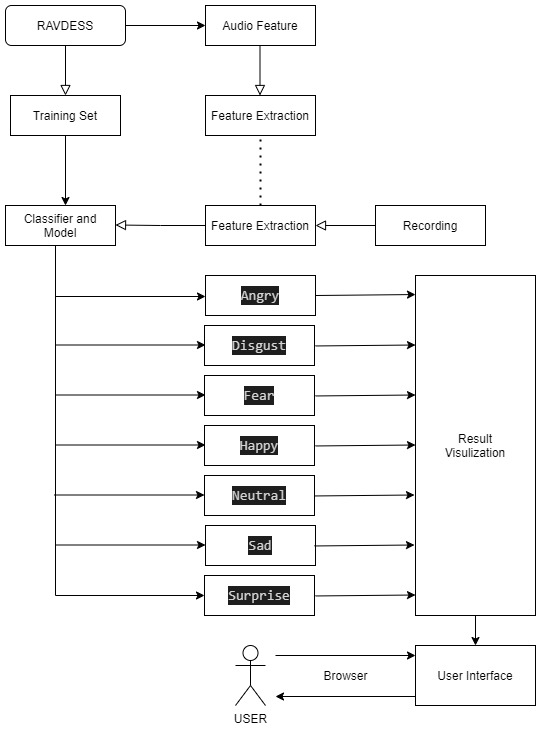 RAVDESS
Audio Feature
Training Set
Feature Extraction
Classifier and
Model
Feature Extraction
Recording
Angry
Disgust
Fear
Happy
Neutral
Sad
Surprise
Result
Visulization
Browser
User Interface
USER